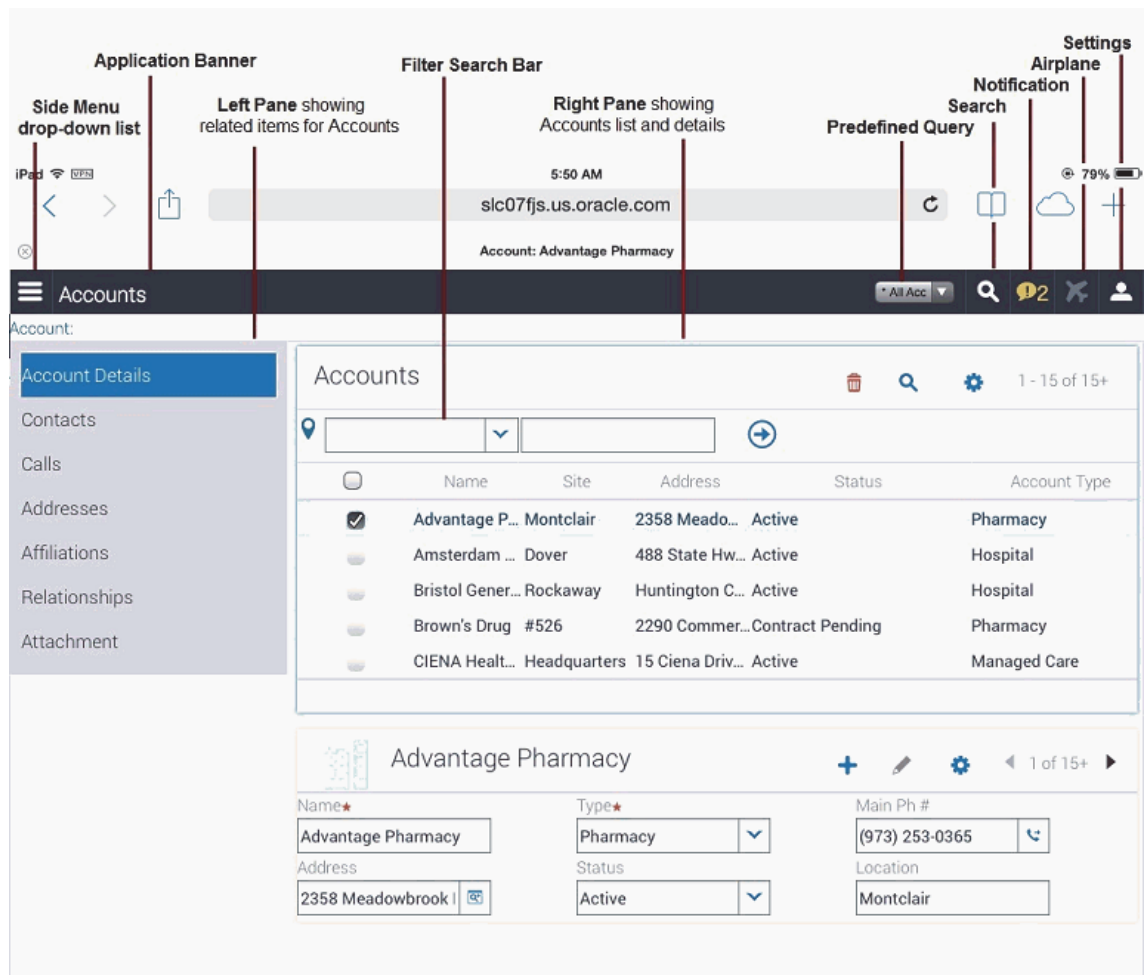 Settings
Application Banner
Filter Search Bar
Airplane
Notification
Side Menu
drop-down list
Left Pane showing
related items for Accounts
Right Pane showing
Accounts list and details
Search
Predefined Query
iPad VPN 5:50 AM 79%
slc07fjs.us.oracle.com
Account: Advantage Pharmacy
Accounts * All Acc 2
Account:
Account Details
Contacts
Calls
Addresses
Affiliations
Relationships
Attachment
Accounts 1 - 15 of 15+
Name Site Address Status Account Type
Advantage P... Montclair 2358 Meado... Active Pharmacy
Amsterdam ... Dover 488 State Hw... Active Hospital
Bristol Gener... Rockaway Huntington C... Active Hospital
Brown's Drug #526 2290 Commer... Contract Pending Pharmacy
CIENA Healt... Headquarters 15 Ciena Driv... Active Managed Care
Advantage Pharmacy 1 of 15+
Name★ Type★ Main Ph #
Advantage Pharmacy Pharmacy (973) 253-0365
Address Status Location
2358 Meadowbrook Active Montclair